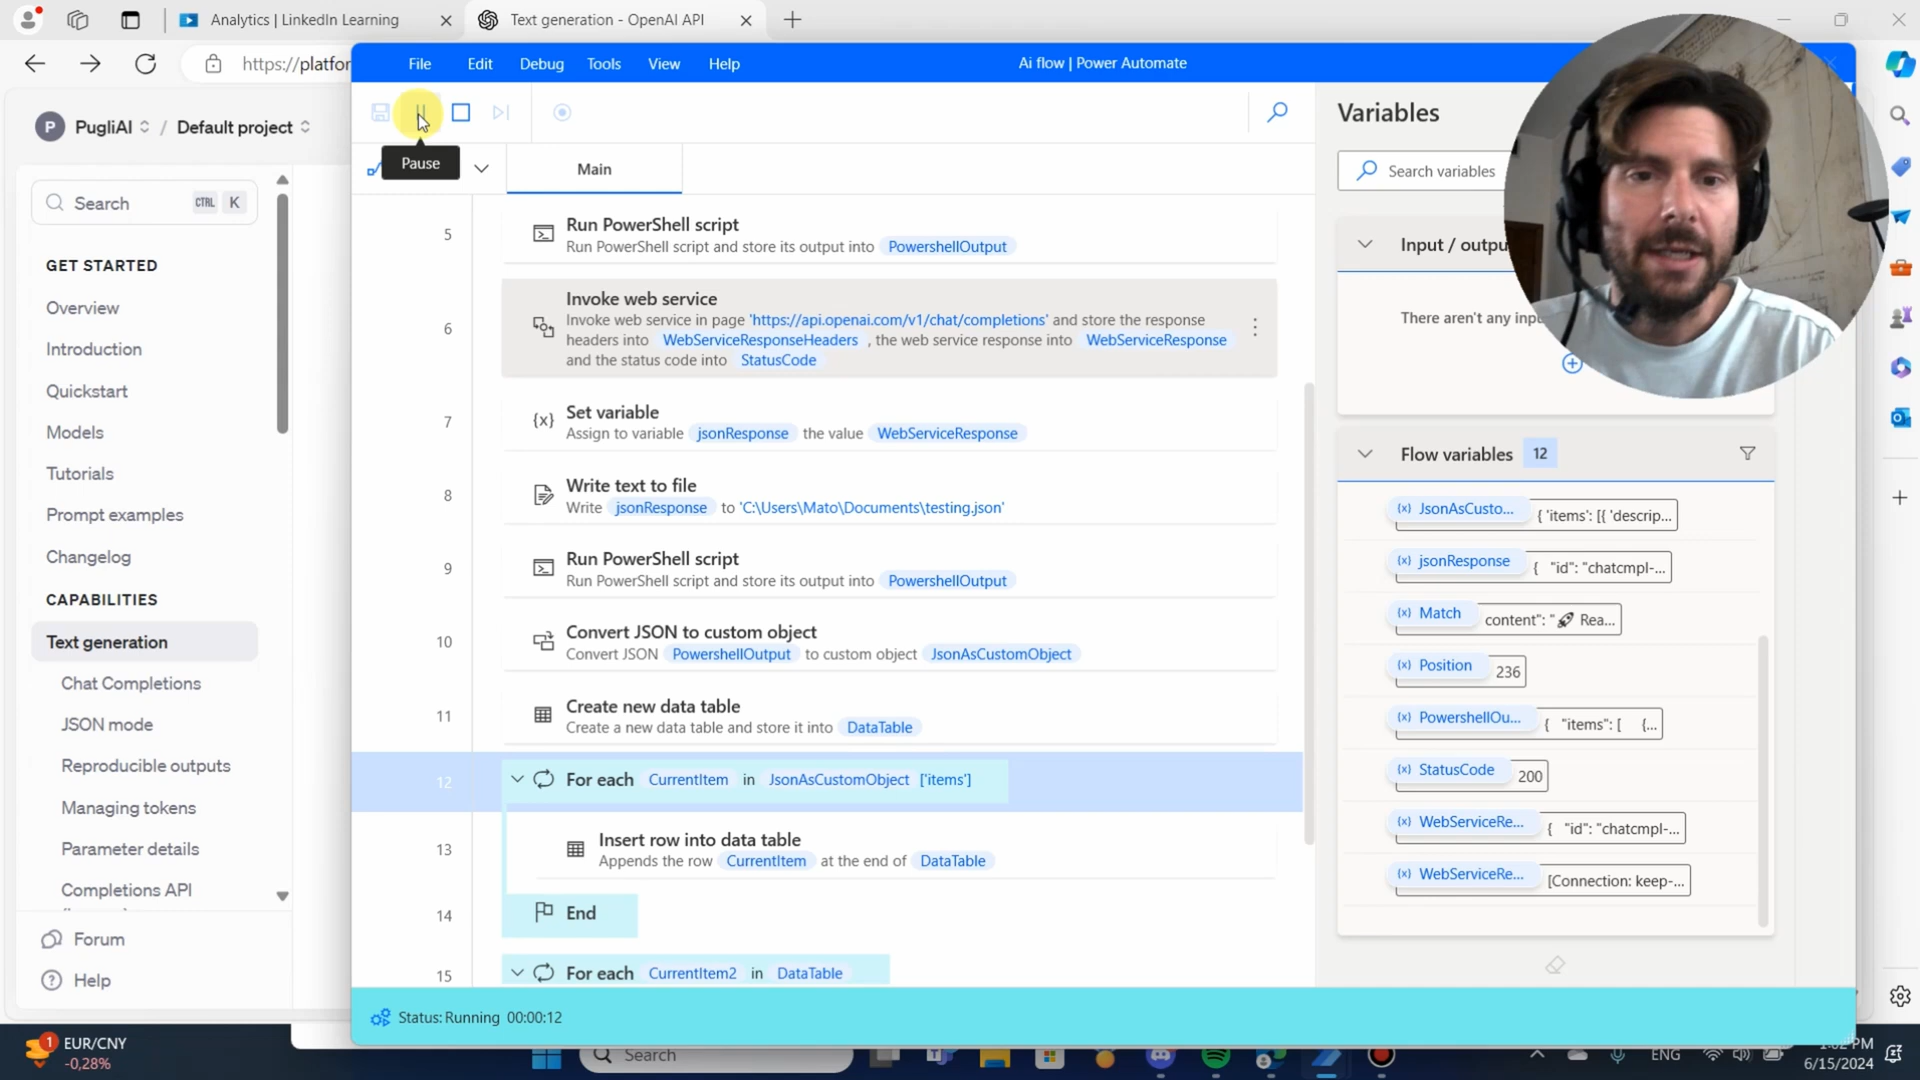 Analytics | LinkedIn Learning
Text generation - OpenAI API
https://platfor
File
Edit
Debug
Tools
View
Help
Ai flow | Power Automate
Pause
Main
P
PugliAI
/
Default project
Search
CTRL
K
GET STARTED
Overview
Introduction
Quickstart
Models
Tutorials
Prompt examples
Changelog
CAPABILITIES
Text generation
Chat Completions
JSON mode
Reproducible outputs
Managing tokens
Parameter details
Completions API
Forum
Help
5
Run PowerShell script
Run PowerShell script and store its output into PowershellOutput
6
Invoke web service
Invoke web service in page 'https://api.openai.com/v1/chat/completions' and store the response
headers into WebServiceResponseHeaders , the web service response into WebServiceResponse
and the status code into StatusCode
7
Set variable
{x}
Assign to variable jsonResponse the value WebServiceResponse
8
Write text to file
Write jsonResponse to 'C:\Users\Mato\Documents\testing.json'
9
Run PowerShell script
Run PowerShell script and store its output into PowershellOutput
10
Convert JSON to custom object
Convert JSON PowershellOutput to custom object JsonAsCustomObject
11
Create new data table
Create a new data table and store it into DataTable
12
For each CurrentItem in JsonAsCustomObject ['items']
13
Insert row into data table
Appends the row CurrentItem at the end of DataTable
14
End
15
For each CurrentItem2 in DataTable
Status: Running 00:00:12
Variables
Search variables
Input / outpu
There aren't any inpu
Flow variables 12
{x} JsonAsCusto... { 'items': [{ 'descrip...
{x} jsonResponse { "id": "chatcmpl-...
{x} Match content": "🚀 Rea...
{x} Position 236
{x} PowershellOu... { "items": [ {...
{x} StatusCode 200
{x} WebServiceRe... { "id": "chatcmpl-...
{x} WebServiceRe... [Connection: keep-...
1
EUR/CNY
-0,28%
Search
ENG
1:02 PM
6/15/2024